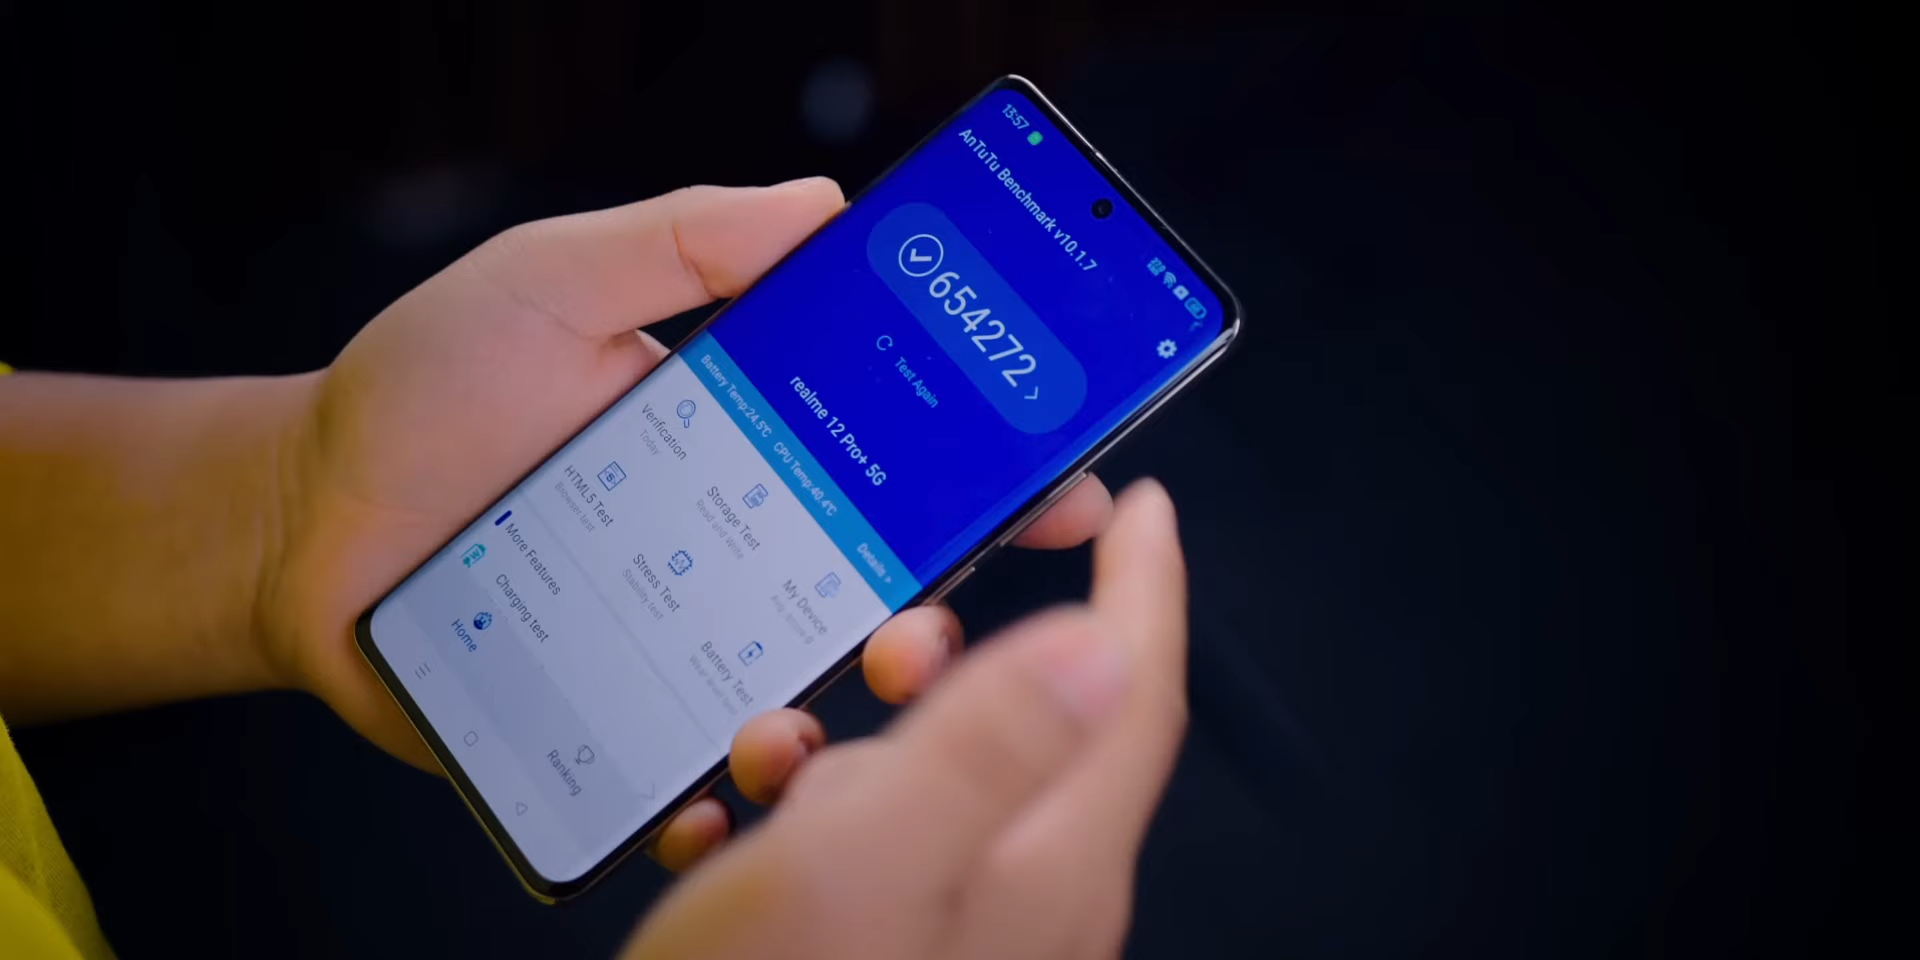 13:57
AnTuTu Benchmark v10.1.7
654272
Test Again
realme 12 Pro+ 5G
Battery Temp:24.5℃ CPU Temp:40.4℃ Details >
Verification
Today
Storage Test
Read and Write
My Device
HTML5 Test
Browser test
Stress Test
Stability test
Battery Test
More Features
Charging test
Home
Ranking